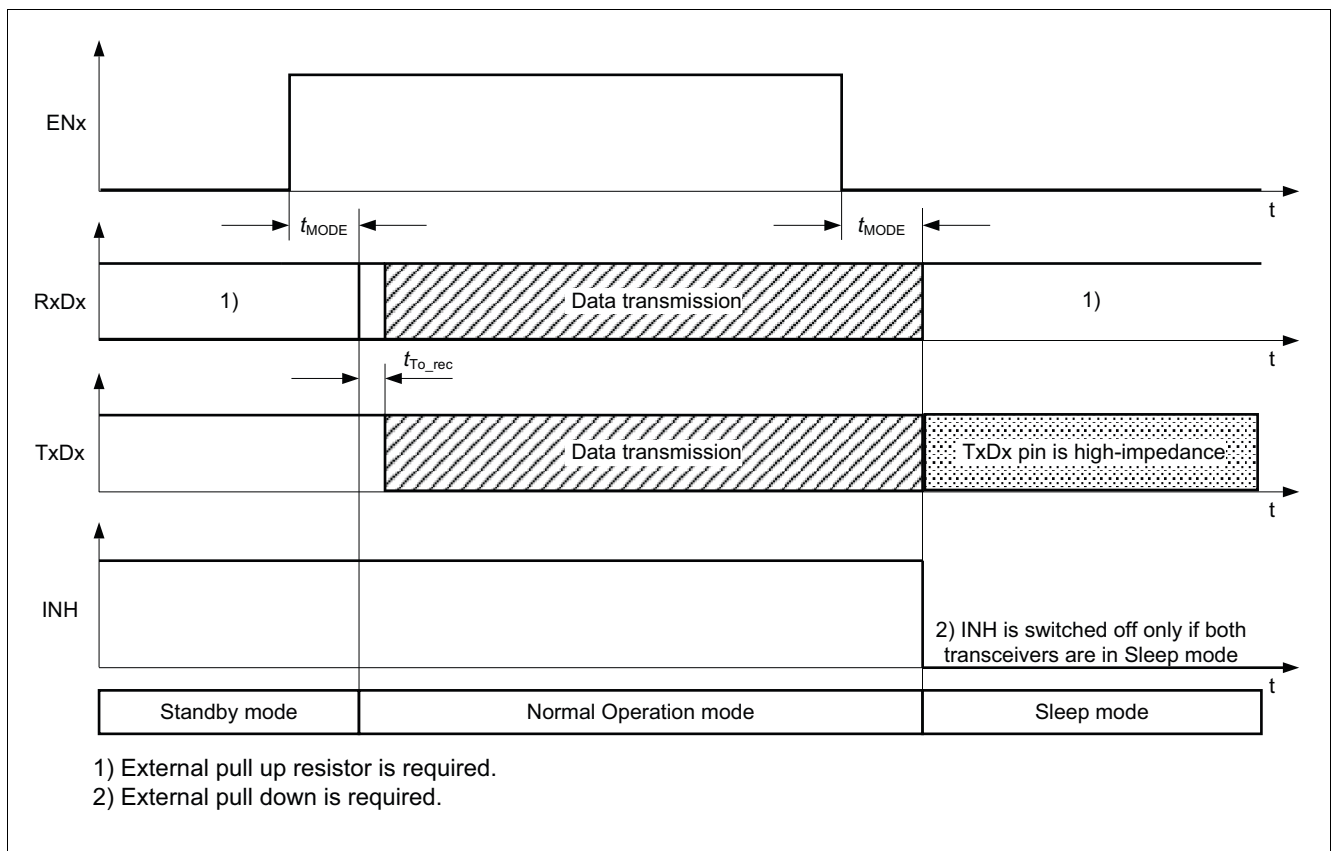 ENx
t
tMODE
tMODE
RxDx
1)
Data transmission
1)
t
tTo_rec
TxDx
Data transmission
TxDx pin is high-impedance
t
INH
2) INH is switched off only if both
transceivers are in Sleep mode
t
Standby mode
Normal Operation mode
Sleep mode
1) External pull up resistor is required.
2) External pull down is required.